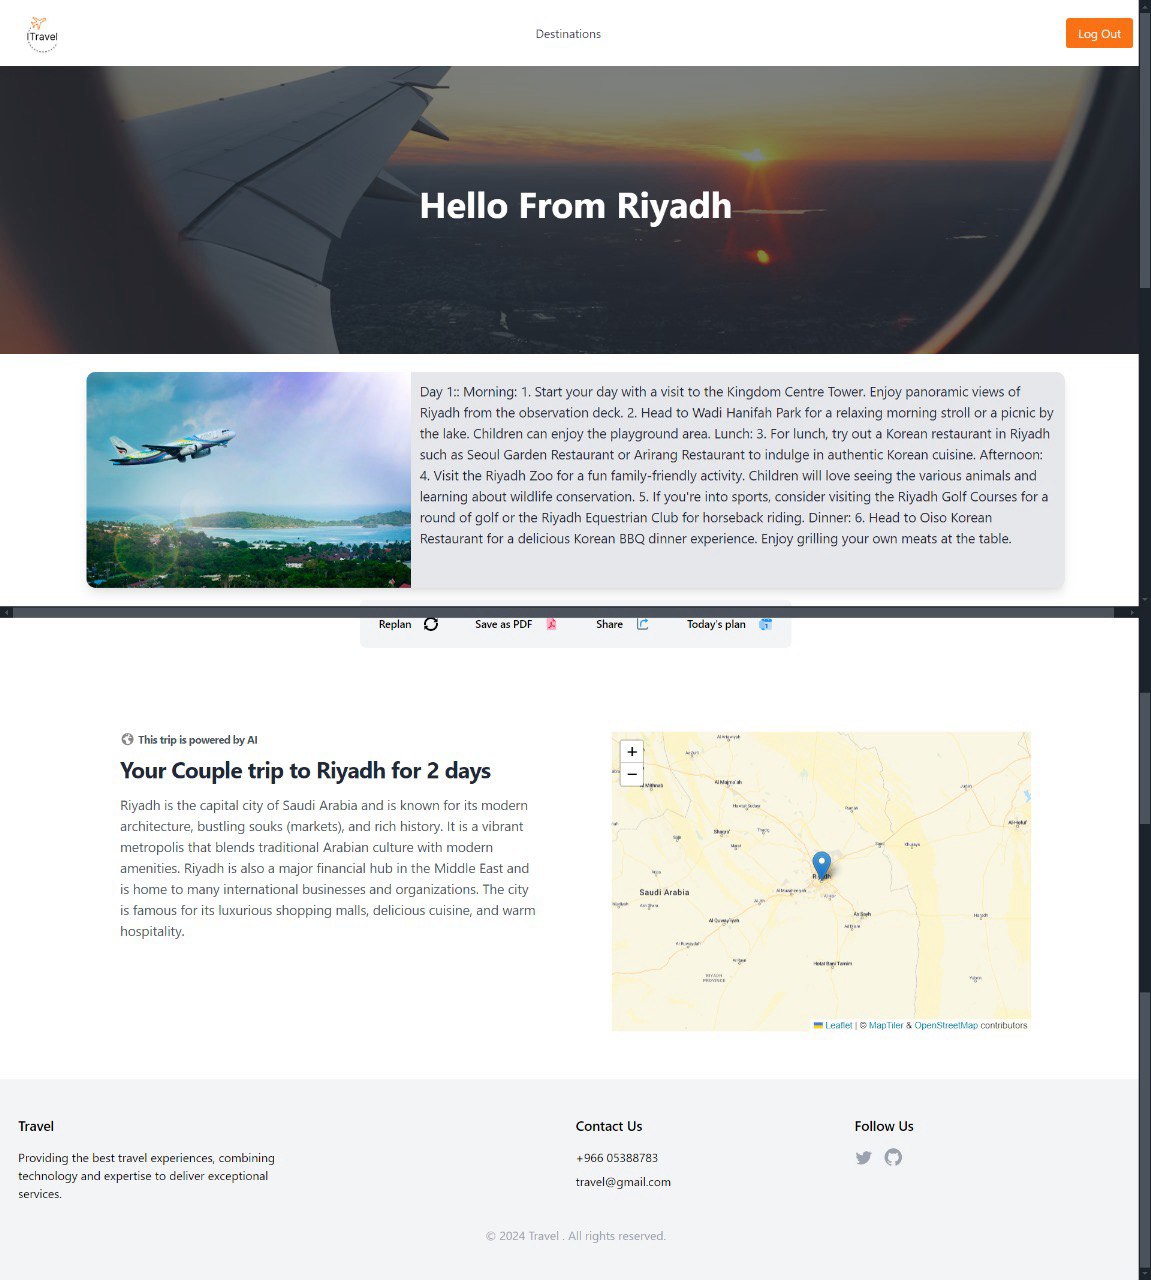 ITravel
Destinations
Log Out
Hello From Riyadh
Day 1:: Morning: 1. Start your day with a visit to the Kingdom Centre Tower. Enjoy panoramic views of
Riyadh from the observation deck. 2. Head to Wadi Hanifah Park for a relaxing morning stroll or a picnic by
the lake. Children can enjoy the playground area. Lunch: 3. For lunch, try out a Korean restaurant in Riyadh
such as Seoul Garden Restaurant or Arirang Restaurant to indulge in authentic Korean cuisine. Afternoon:
4. Visit the Riyadh Zoo for a fun family-friendly activity. Children will love seeing the various animals and
learning about wildlife conservation. 5. If you're into sports, consider visiting the Riyadh Golf Courses for a
round of golf or the Riyadh Equestrian Club for horseback riding. Dinner: 6. Head to Oiso Korean
Restaurant for a delicious Korean BBQ dinner experience. Enjoy grilling your own meats at the table.
Replan
Save as PDF
Share
Today's plan
This trip is powered by AI
Your Couple trip to Riyadh for 2 days
Riyadh is the capital city of Saudi Arabia and is known for its modern
architecture, bustling souks (markets), and rich history. It is a vibrant
metropolis that blends traditional Arabian culture with modern
amenities. Riyadh is also a major financial hub in the Middle East and
is home to many international businesses and organizations. The city
is famous for its luxurious shopping malls, delicious cuisine, and warm
hospitality.
+
−
Saudi Arabia
Al Quway'iyah
Hotat Bani Tamim
RIYADH
PROVINCE
Leaflet | © MapTiler & OpenStreetMap contributors
Travel
Providing the best travel experiences, combining
technology and expertise to deliver exceptional
services.
Contact Us
+966 05388783
travel@gmail.com
Follow Us
© 2024 Travel . All rights reserved.